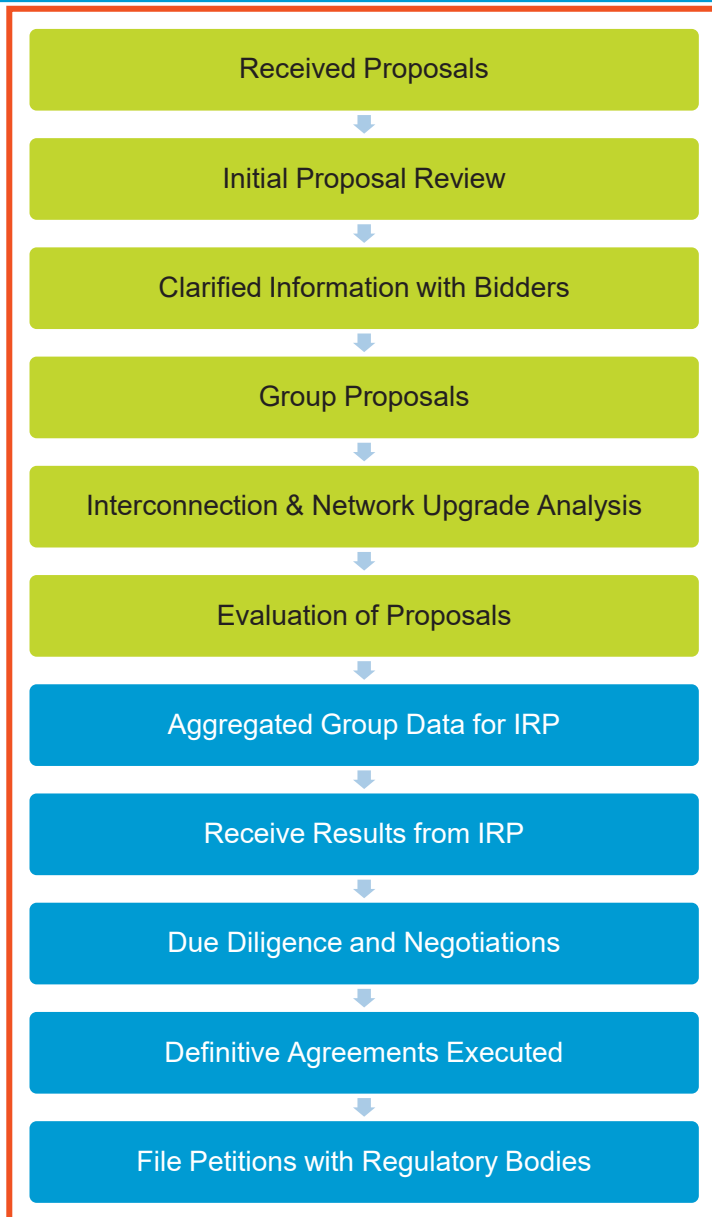 Received Proposals
Initial Proposal Review
Clarified Information with Bidders
Group Proposals
Interconnection & Network Upgrade Analysis
Evaluation of Proposals
Aggregated Group Data for IRP
Receive Results from IRP
Due Diligence and Negotiations
Definitive Agreements Executed
File Petitions with Regulatory Bodies